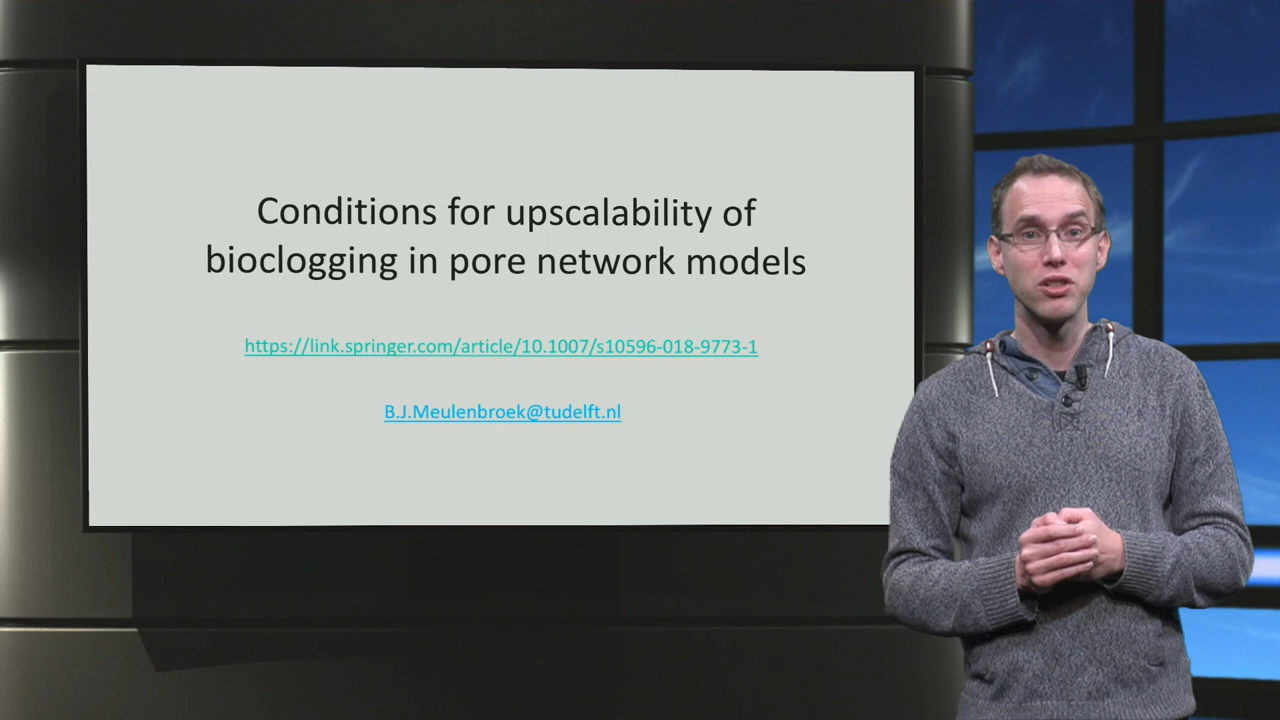 Conditions for upscalability of
bioclogging in pore network models
https://link.springer.com/article/10.1007/s10596-018-9773-1
B.J.Meulenbroek@tudelft.nl